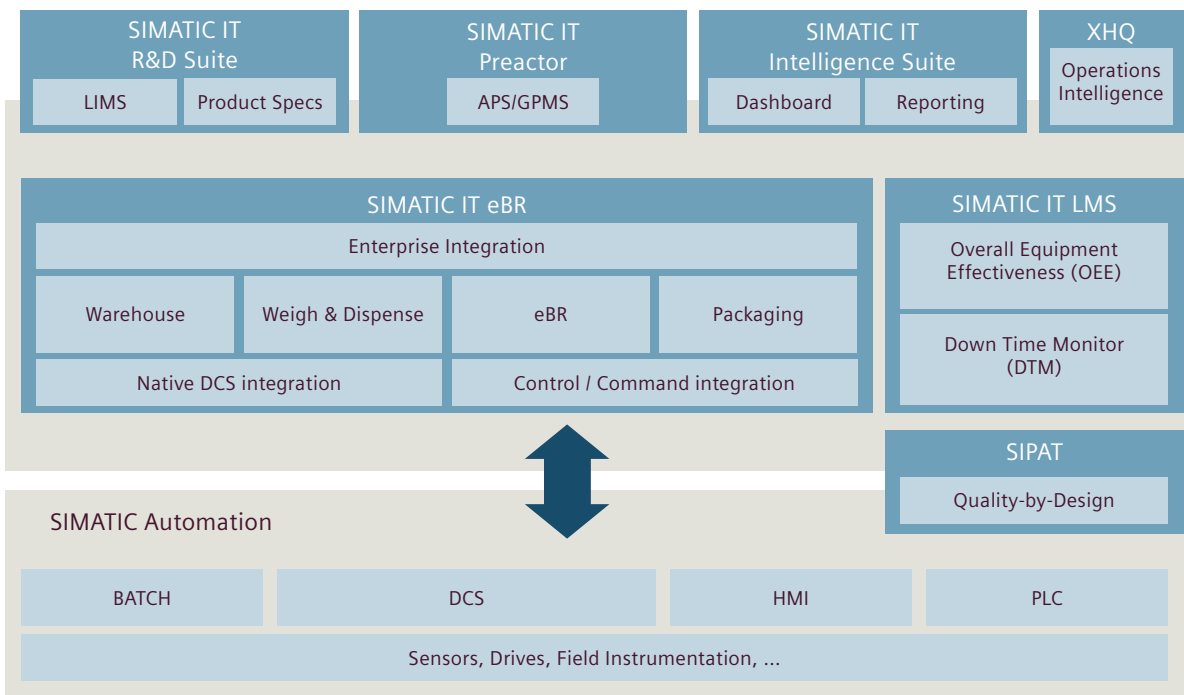 SIMATIC IT
R&D Suite
LIMS
Product Specs
SIMATIC IT
Preactor
APS/GPMS
SIMATIC IT
Intelligence Suite
Dashboard
Reporting
XHQ
Operations
Intelligence
SIMATIC IT eBR
Enterprise Integration
Warehouse
Weigh & Dispense
eBR
Packaging
Native DCS integration
Control / Command integration
SIMATIC IT LMS
Overall Equipment
Effectiveness (OEE)
Down Time Monitor
(DTM)
SIPAT
Quality-by-Design
SIMATIC Automation
BATCH
DCS
HMI
PLC
Sensors, Drives, Field Instrumentation, ...